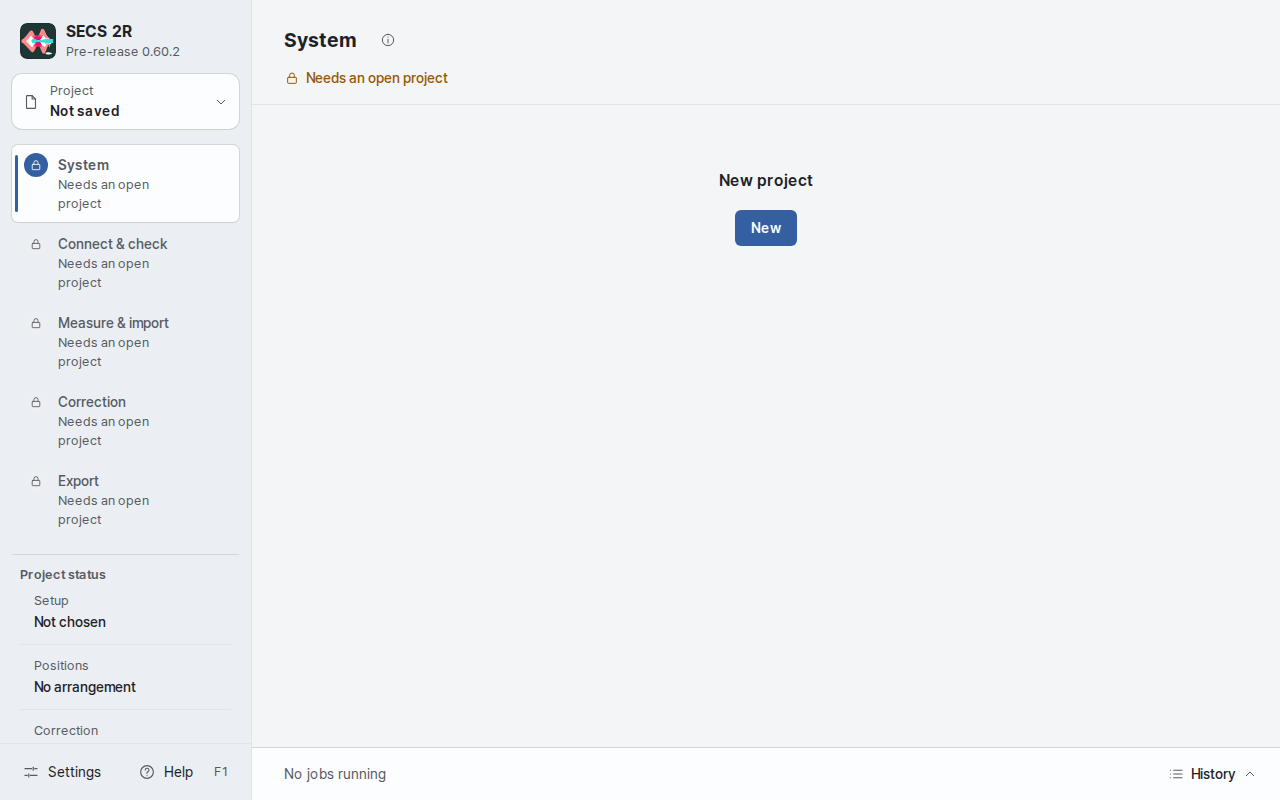 SECS 2R
Pre-release 0.60.2
Project
Not saved
System
Needs an open
project
Connect & check
Needs an open
project
Measure & import
Needs an open
project
Correction
Needs an open
project
Export
Needs an open
project
Project status
Setup
Not chosen
Positions
No arrangement
Correction
Settings
Help
F1
System
Needs an open project
New project
New
No jobs running
History